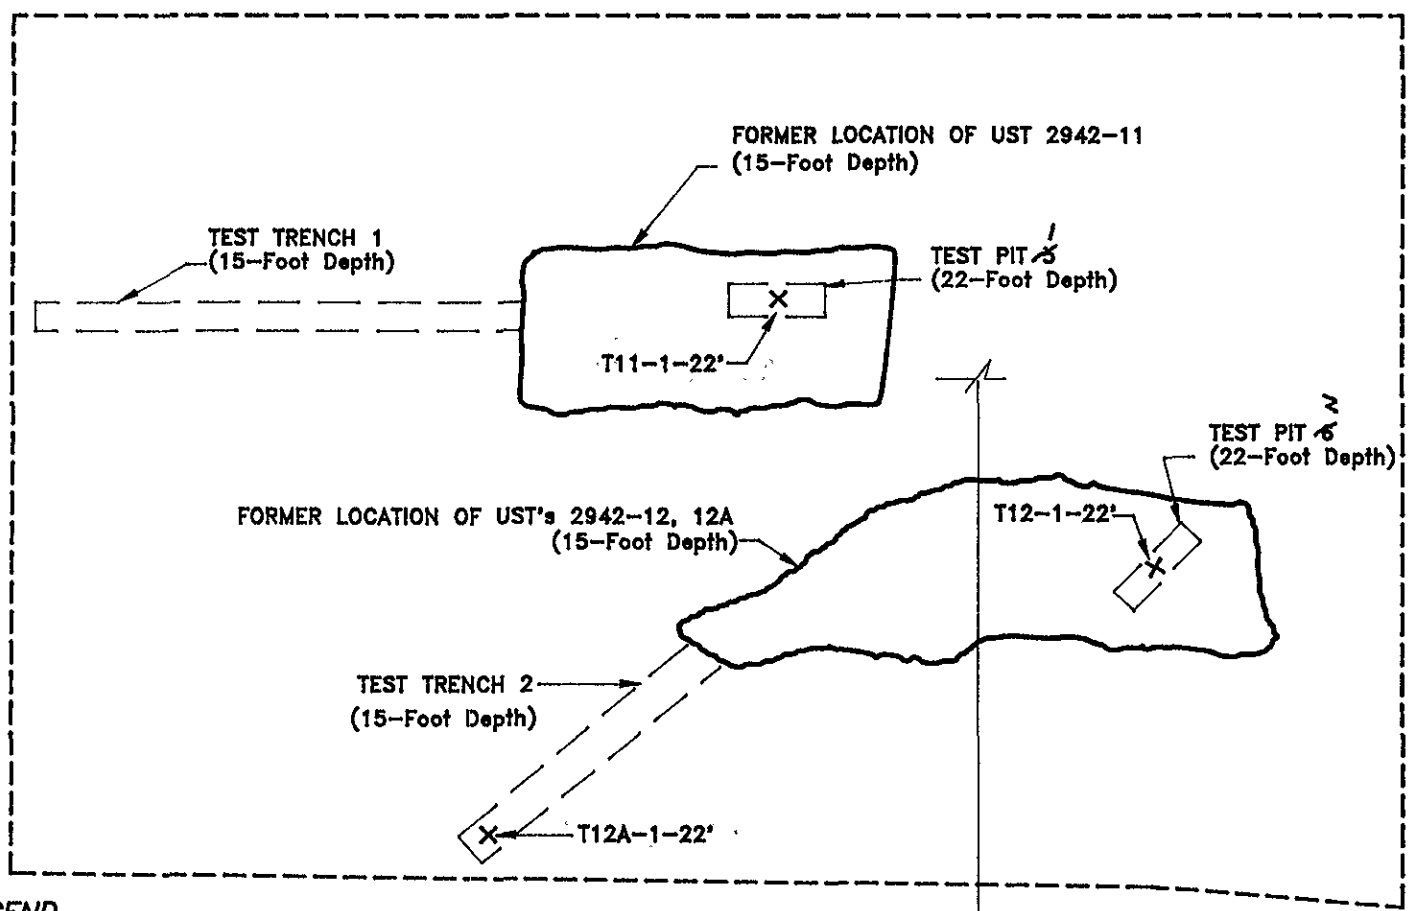 FORMER LOCATION OF UST 2942-11
(15-Foot Depth)
TEST TRENCH 1
(15-Foot Depth)
TEST PIT 5 1
(22-Foot Depth)
T11-1-22'
TEST PIT 6 2
(22-Foot Depth)
FORMER LOCATION OF UST's 2942-12, 12A
(15-Foot Depth)
T12-1-22'
TEST TRENCH 2
(15-Foot Depth)
T12A-1-22'